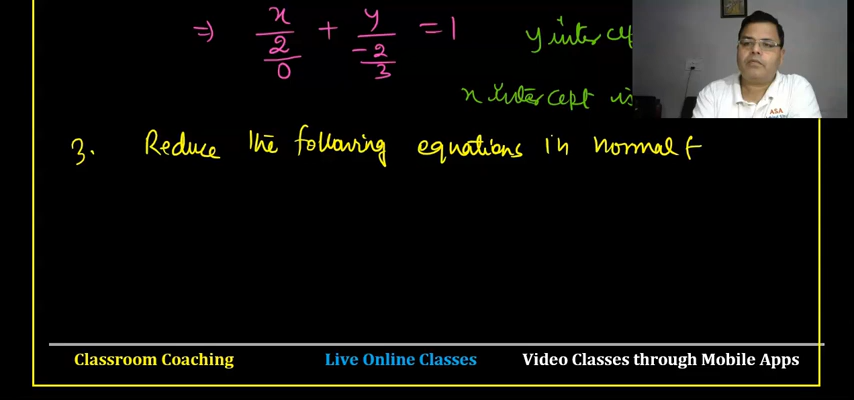 ⇒ x/(2/0) + y/(-2/3) = 1
y
x intercept is
ASA
3. Reduce the following equations in normal f
Classroom Coaching Live Online Classes Video Classes through Mobile Apps